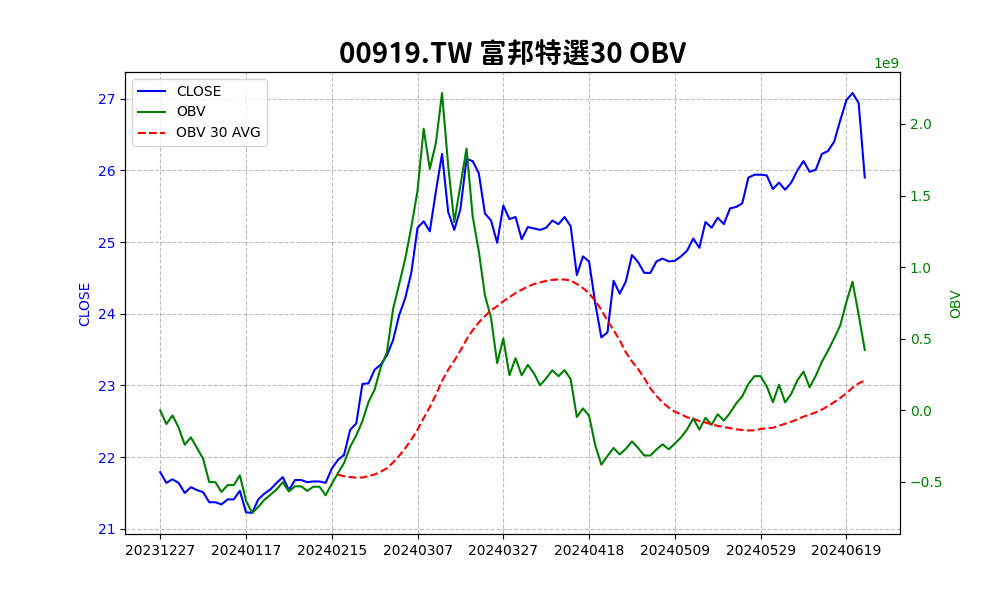 00919.TW 富邦特選30 OBV
1e9
CLOSE
OBV
OBV 30 AVG
27
26
25
24
23
22
21
CLOSE
2.0
1.5
1.0
0.5
0.0
−0.5
OBV
20231227 20240117 20240215 20240307 20240327 20240418 20240509 20240529 20240619